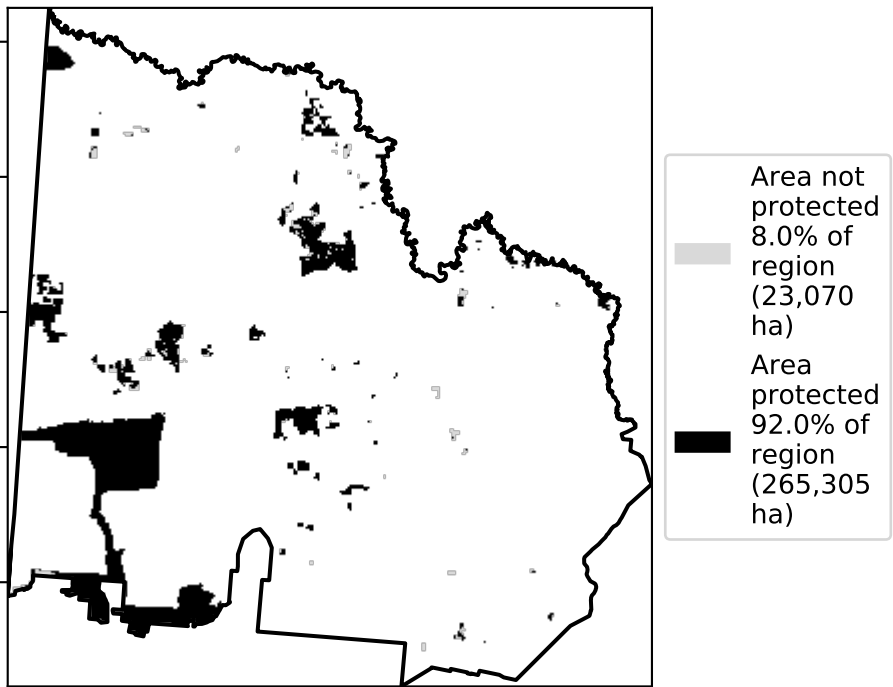 Area not
protected
8.0% of
region
(23,070
ha)
Area
protected
92.0% of
region
(265,305
ha)